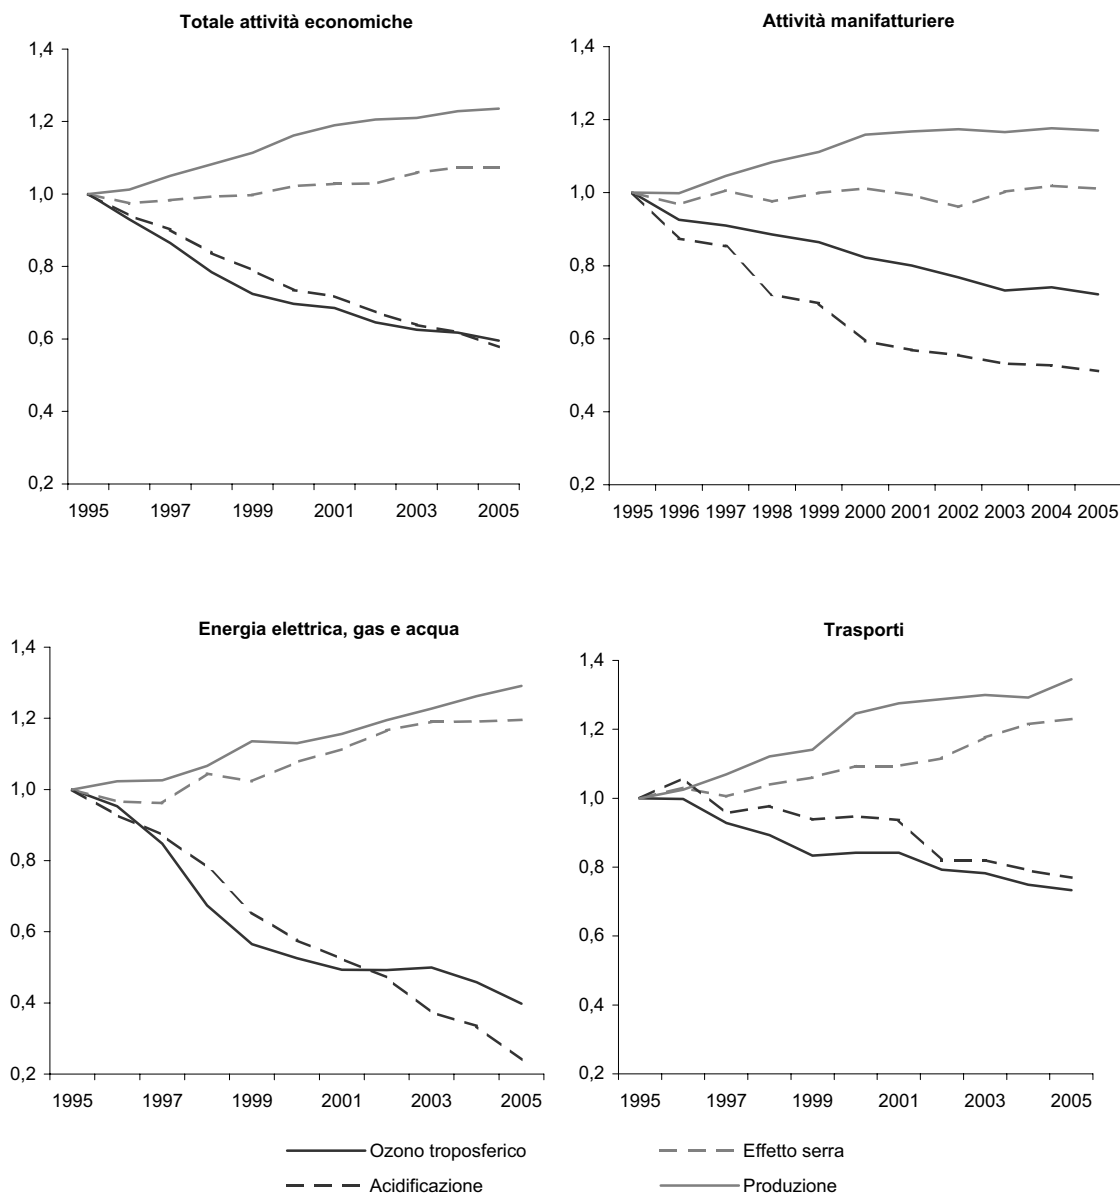 Totale attività economiche
1,4
1,2
1,0
0,8
0,6
0,4
0,2
1995 1997 1999 2001 2003 2005
Attività manifatturiere
1,4
1,2
1,0
0,8
0,6
0,4
0,2
1995 1996 1997 1998 1999 2000 2001 2002 2003 2004 2005
Energia elettrica, gas e acqua
1,4
1,2
1,0
0,8
0,6
0,4
0,2
1995 1997 1999 2001 2003 2005
Trasporti
1,4
1,2
1,0
0,8
0,6
0,4
0,2
1995 1997 1999 2001 2003 2005
Ozono troposferico
Effetto serra
Acidificazione
Produzione